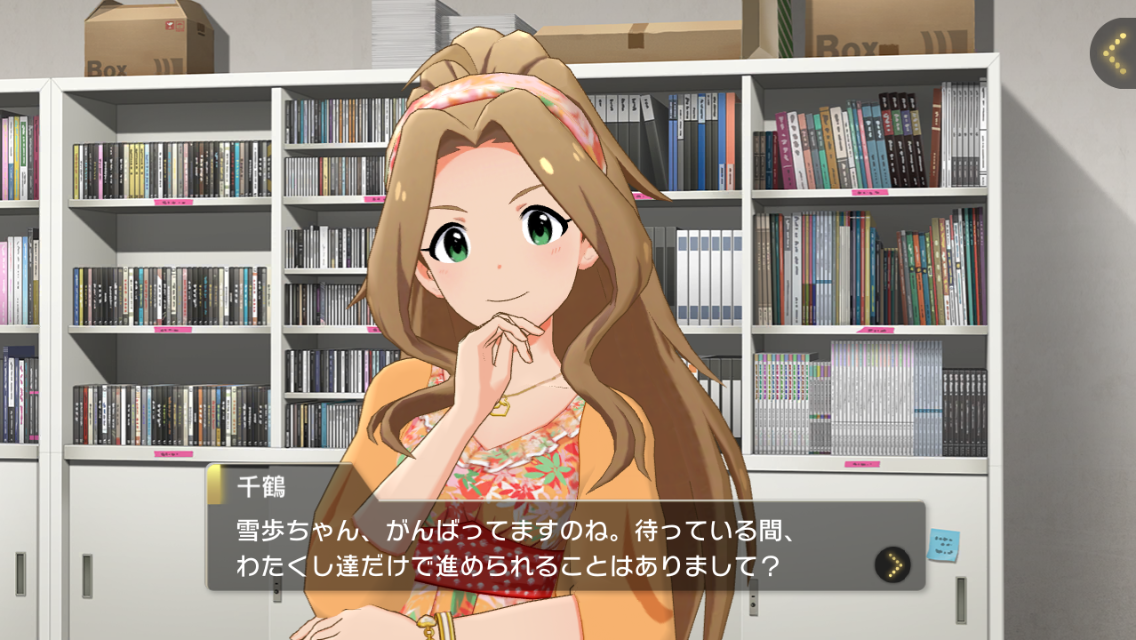 Box
Box
千鶴
雪歩ちゃん、がんばってますのね。待っている間、
わたくし達だけで進められることはありまして？